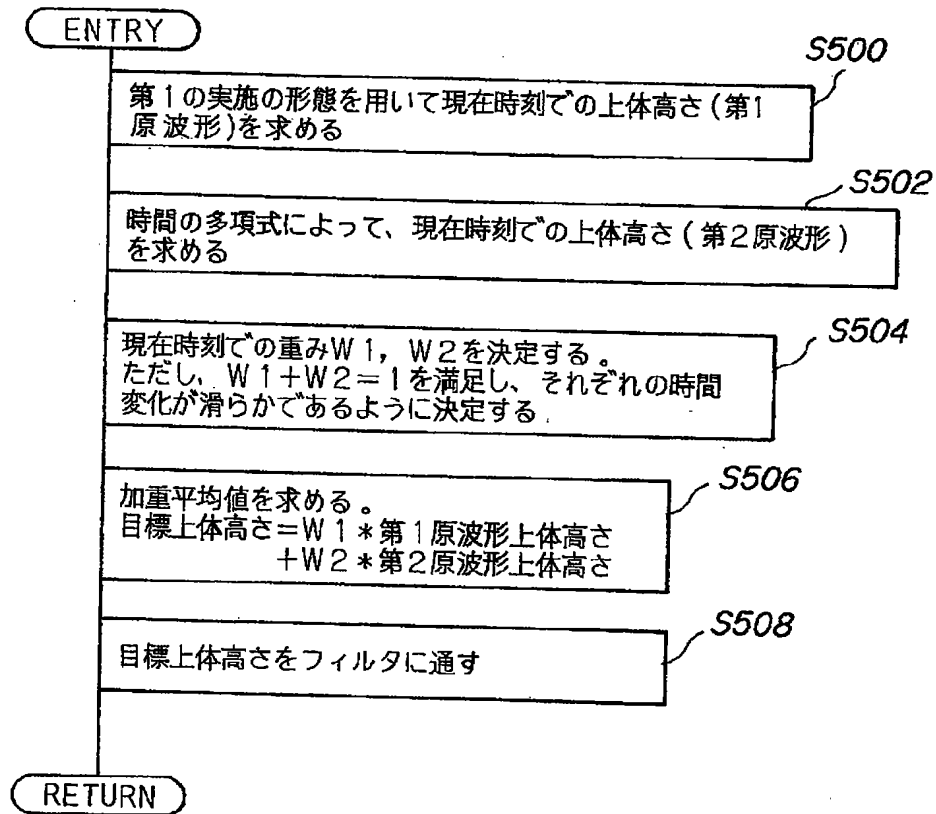 ENTRY
S500
第1の実施の形態を用いて現在時刻での上体高さ(第1
原波形)を求める
S502
時間の多項式によって、現在時刻での上体高さ(第2原波形)
を求める
S504
現在時刻での重みW1,W2を決定する。
ただし、W1+W2=1を満足し、それぞれの時間
変化が滑らかであるように決定する
S506
加重平均値を求める。
目標上体高さ=W1*第1原波形上体高さ
+W2*第2原波形上体高さ
S508
目標上体高さをフィルタに通す
RETURN